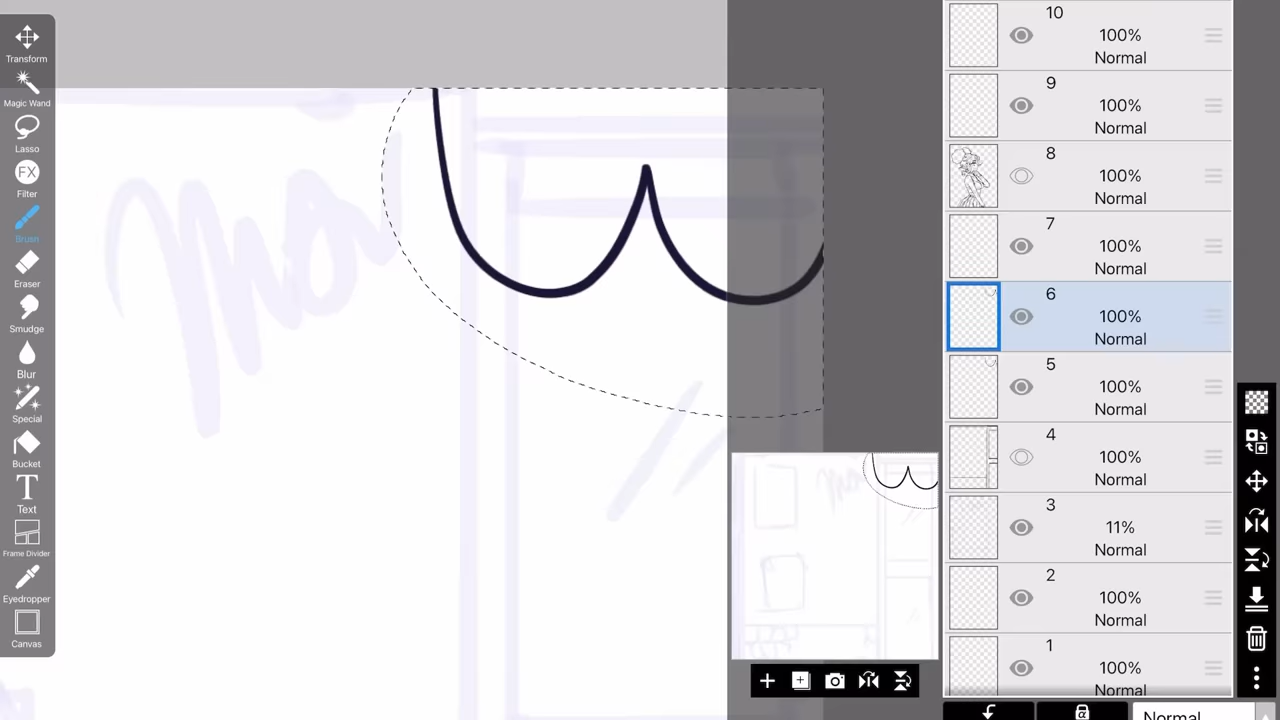 Transform
Magic Wand
Lasso
FX
Filter
Brush
Eraser
Smudge
Blur
Special
Bucket
T
Text
Frame Divider
Eyedropper
Canvas
10
100%
Normal
9
100%
Normal
8
100%
Normal
7
100%
Normal
6
100%
Normal
5
100%
Normal
4
100%
Normal
3
11%
Normal
2
100%
Normal
1
100%
Normal
α
Normal